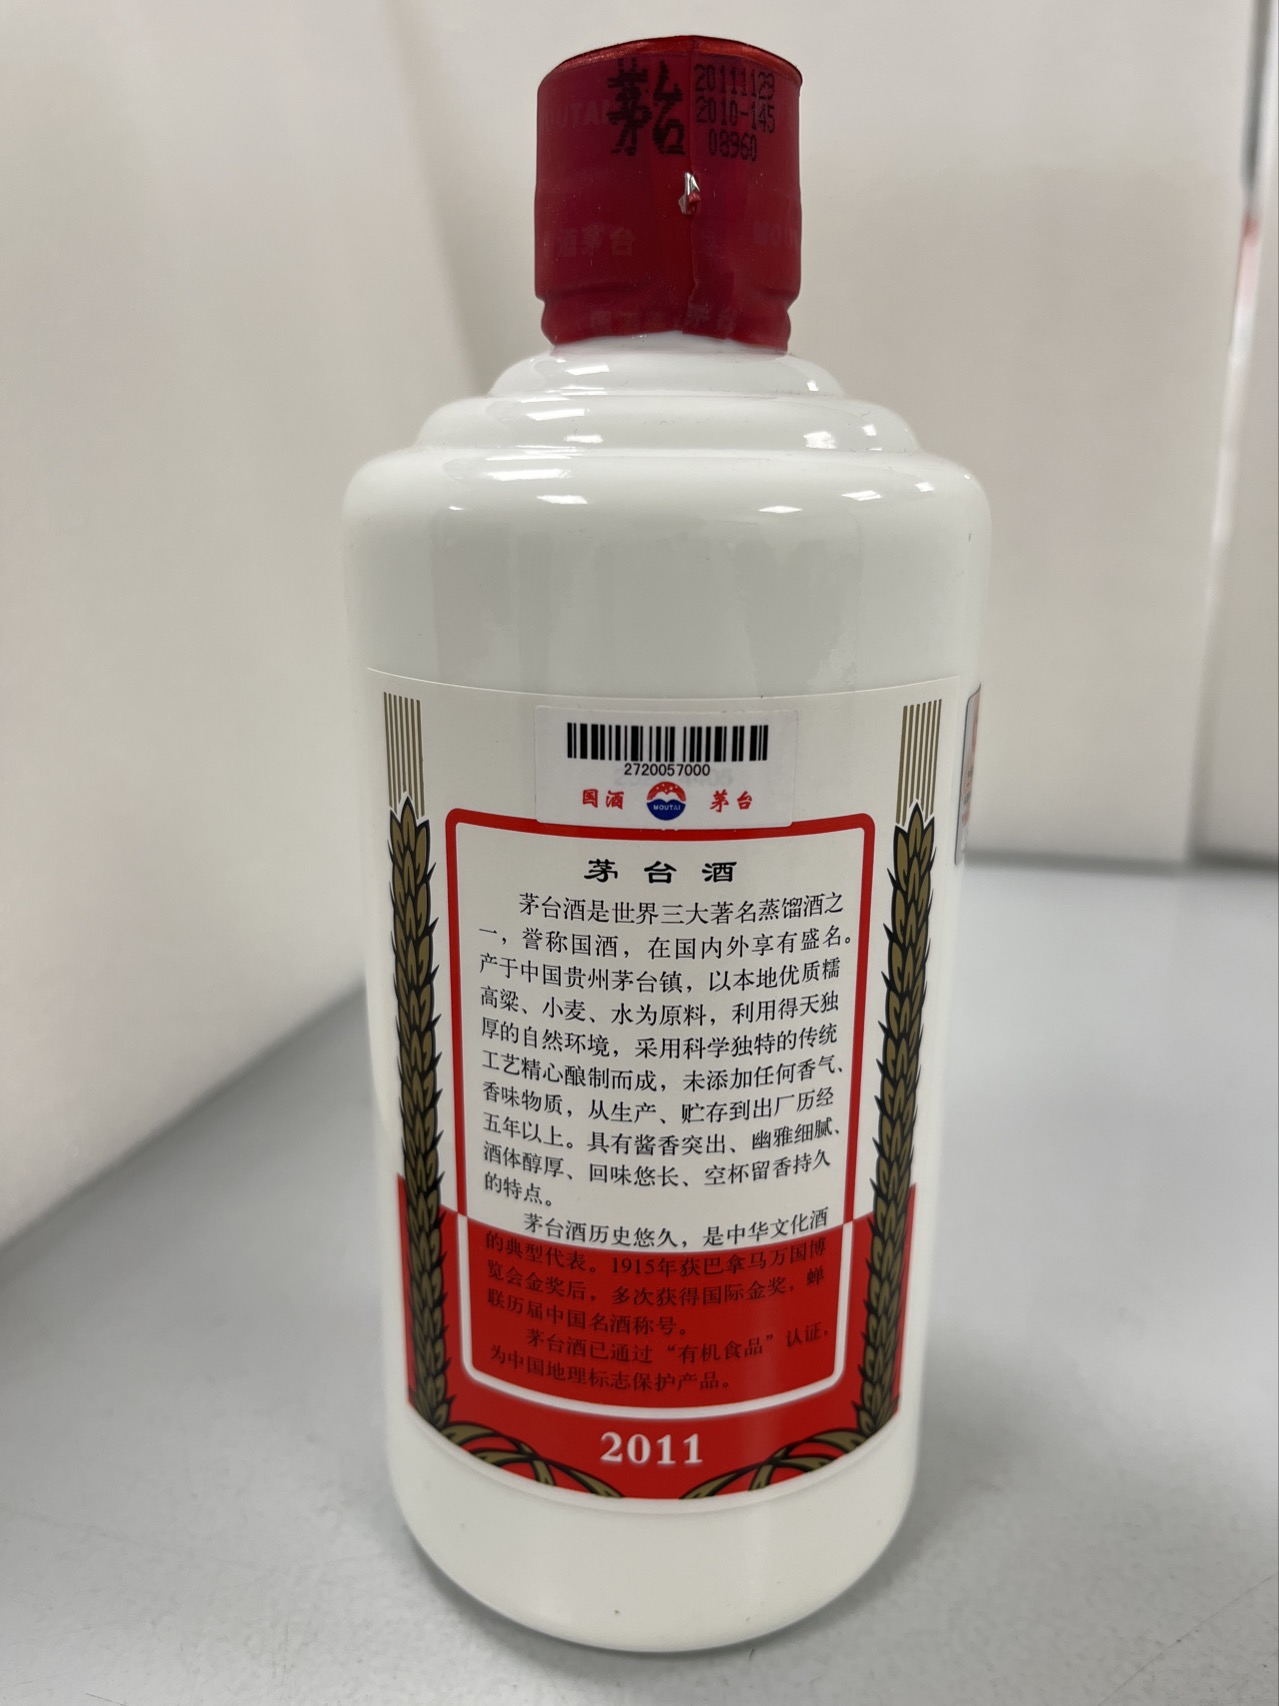 茅台
20111129
2010-145
08960
MOUTAI
酒茅台
2720057000
国酒
MOUTAI
茅台
茅台酒
茅台酒是世界三大著名蒸馏酒之
一，誉称国酒，在国内外享有盛名。
产于中国贵州茅台镇，以本地优质糯
高粱、小麦、水为原料，利用得天独
厚的自然环境，采用科学独特的传统
工艺精心酿制而成，未添加任何香气、
香味物质，从生产、贮存到出厂历经
五年以上。具有酱香突出、幽雅细腻、
酒体醇厚、回味悠长、空杯留香持久
的特点。
茅台酒历史悠久，是中华文化酒
的典型代表。1915年获巴拿马万国博
览会金奖后，多次获得国际金奖，蝉
联历届中国名酒称号。
茅台酒已通过“有机食品”认证，
为中国地理标志保护产品。
2011